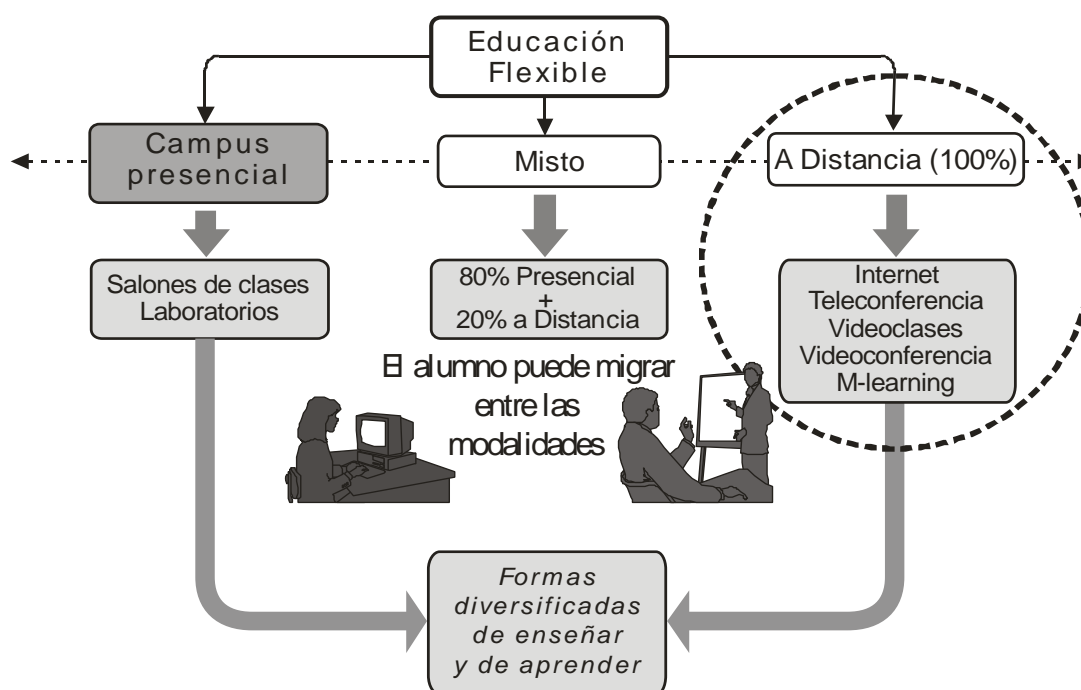 Educación
Flexible
Campus
presencial
Misto
A Distancia (100%)
Salones de clases
Laboratorios
80% Presencial
+
20% a Distancia
Internet
Teleconferencia
Videoclases
Videoconferencia
M-learning
El alumno puede migrar
entre las
modalidades
Formas
diversificadas
de enseñar
y de aprender